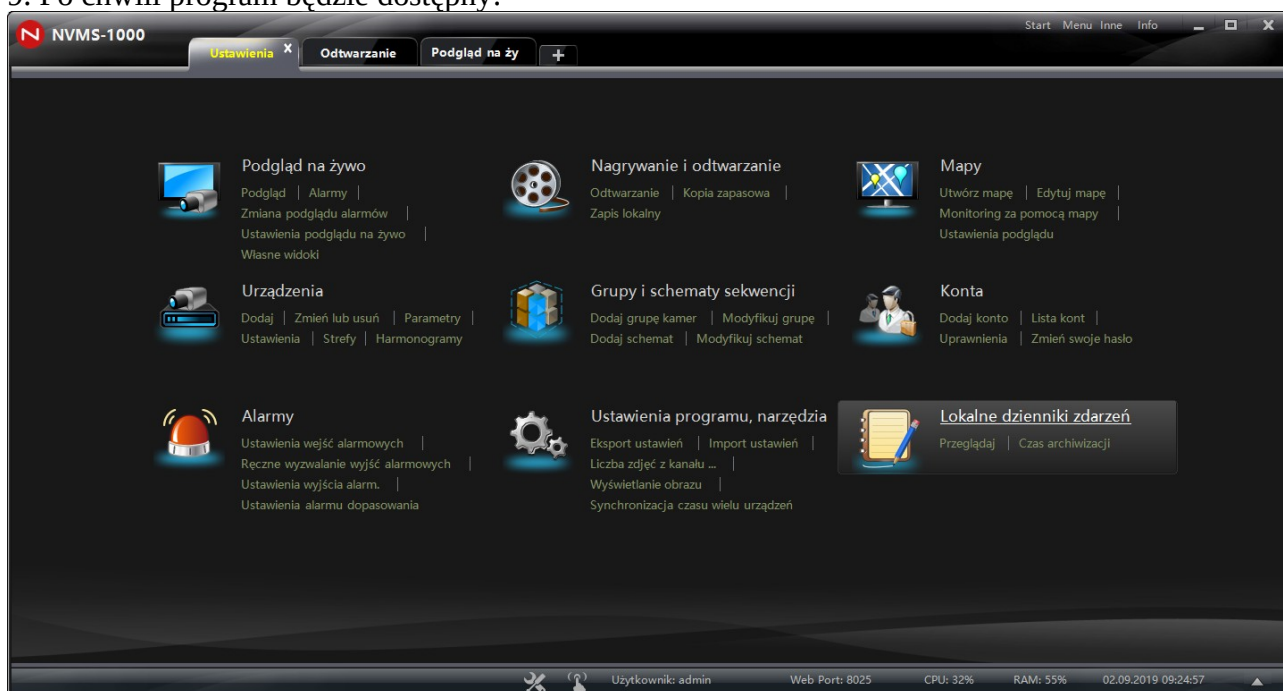 9. Po chwili program będzie dostępny:
NVMS-1000
Start Menu Inne Info
Ustawienia X Odtwarzanie Podgląd na ży +
Podgląd na żywo
Podgląd | Alarmy |
Zmiana podglądu alarmów |
Ustawienia podglądu na żywo |
Własne widoki
Nagrywanie i odtwarzanie
Odtwarzanie | Kopia zapasowa |
Zapis lokalny
Mapy
Utwórz mapę | Edytuj mapę |
Monitoring za pomocą mapy |
Ustawienia podglądu
Urządzenia
Dodaj | Zmień lub usuń | Parametry |
Ustawienia | Strefy | Harmonogramy
Grupy i schematy sekwencji
Dodaj grupę kamer | Modyfikuj grupę |
Dodaj schemat | Modyfikuj schemat
Konta
Dodaj konto | Lista kont |
Uprawnienia | Zmień swoje hasło
Alarmy
Ustawienia wejść alarmowych |
Ręczne wyzwalanie wyjść alarmowych |
Ustawienia wyjścia alarm. |
Ustawienia alarmu dopasowania
Ustawienia programu, narzędzia
Eksport ustawień | Import ustawień |
Liczba zdjęć z kanału ... |
Wyświetlanie obrazu |
Synchronizacja czasu wielu urządzeń
Lokalne dzienniki zdarzeń
Przeglądaj | Czas archiwizacji
Użytkownik: admin Web Port: 8025 CPU: 32% RAM: 55% 02.09.2019 09:24:57